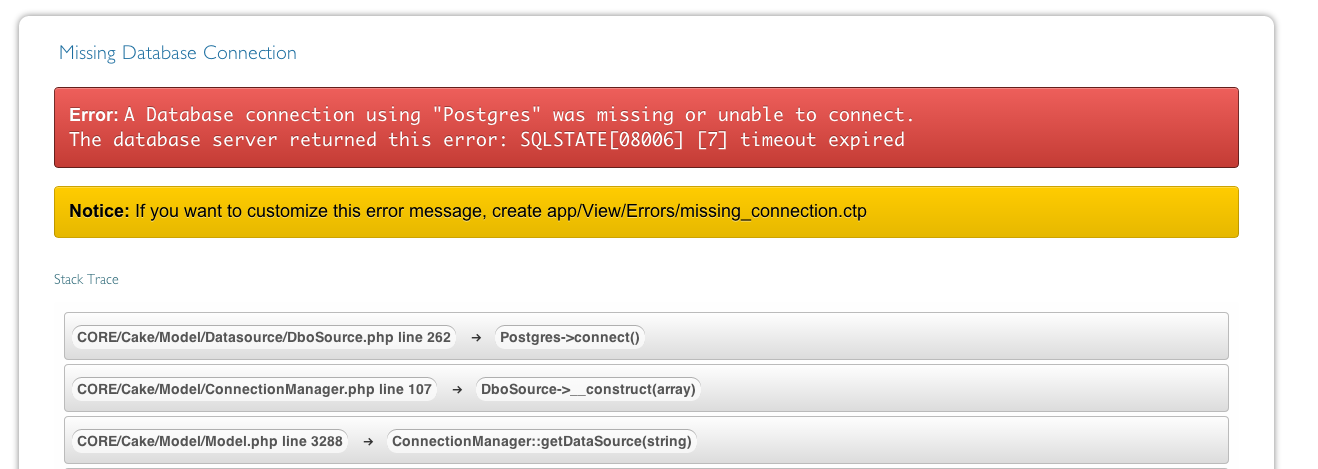 Missing Database Connection
Error: A Database connection using "Postgres" was missing or unable to connect.
The database server returned this error: SQLSTATE[08006] [7] timeout expired
Notice: If you want to customize this error message, create app/View/Errors/missing_connection.ctp
Stack Trace
CORE/Cake/Model/Datasource/DboSource.php line 262 → Postgres->connect()
CORE/Cake/Model/ConnectionManager.php line 107 → DboSource->__construct(array)
CORE/Cake/Model/Model.php line 3288 → ConnectionManager::getDataSource(string)